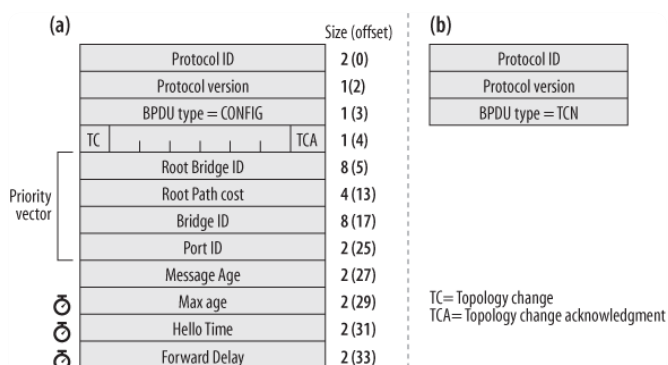 (a)
Size (offset)
Protocol ID 2 (0)
Protocol version 1(2)
BPDU type = CONFIG 1 (3)
TC TCA 1 (4)
Root Bridge ID 8(5)
Root Path cost 4(13)
Bridge ID 8(17)
Port ID 2(25)
Priority
vector
Message Age 2(27)
Max age 2(29)
Hello Time 2(31)
Forward Delay 2(33)
(b)
Protocol ID
Protocol version
BPDU type = TCN
TC= Topology change
TCA= Topology change acknowledgment